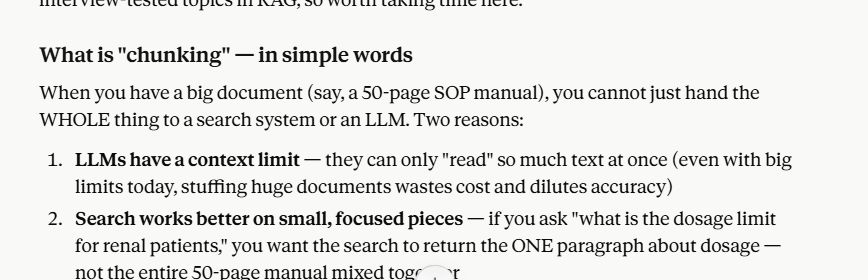 interview-tested topics in RAG, so worth taking time here.
What is "chunking" — in simple words
When you have a big document (say, a 50-page SOP manual), you cannot just hand the
WHOLE thing to a search system or an LLM. Two reasons:
1. LLMs have a context limit — they can only "read" so much text at once (even with big
limits today, stuffing huge documents wastes cost and dilutes accuracy)
2. Search works better on small, focused pieces — if you ask "what is the dosage limit
for renal patients," you want the search to return the ONE paragraph about dosage —
not the entire 50-page manual mixed